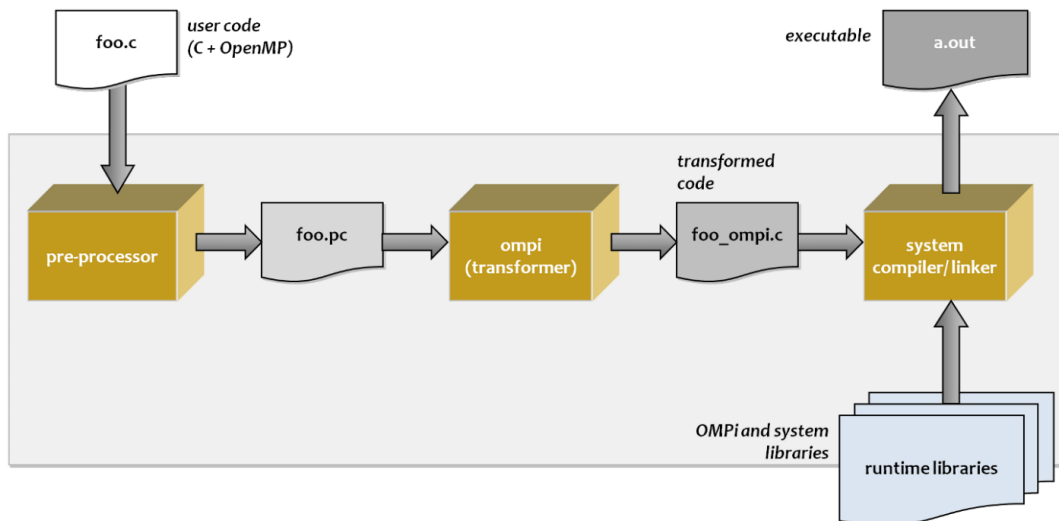 foo.c
user code
(C + OpenMP)
executable
a.out
transformed
code
pre-processor
foo.pc
ompi
(transformer)
foo_ompi.c
system
compiler/ linker
OMPi and system
libraries
runtime libraries